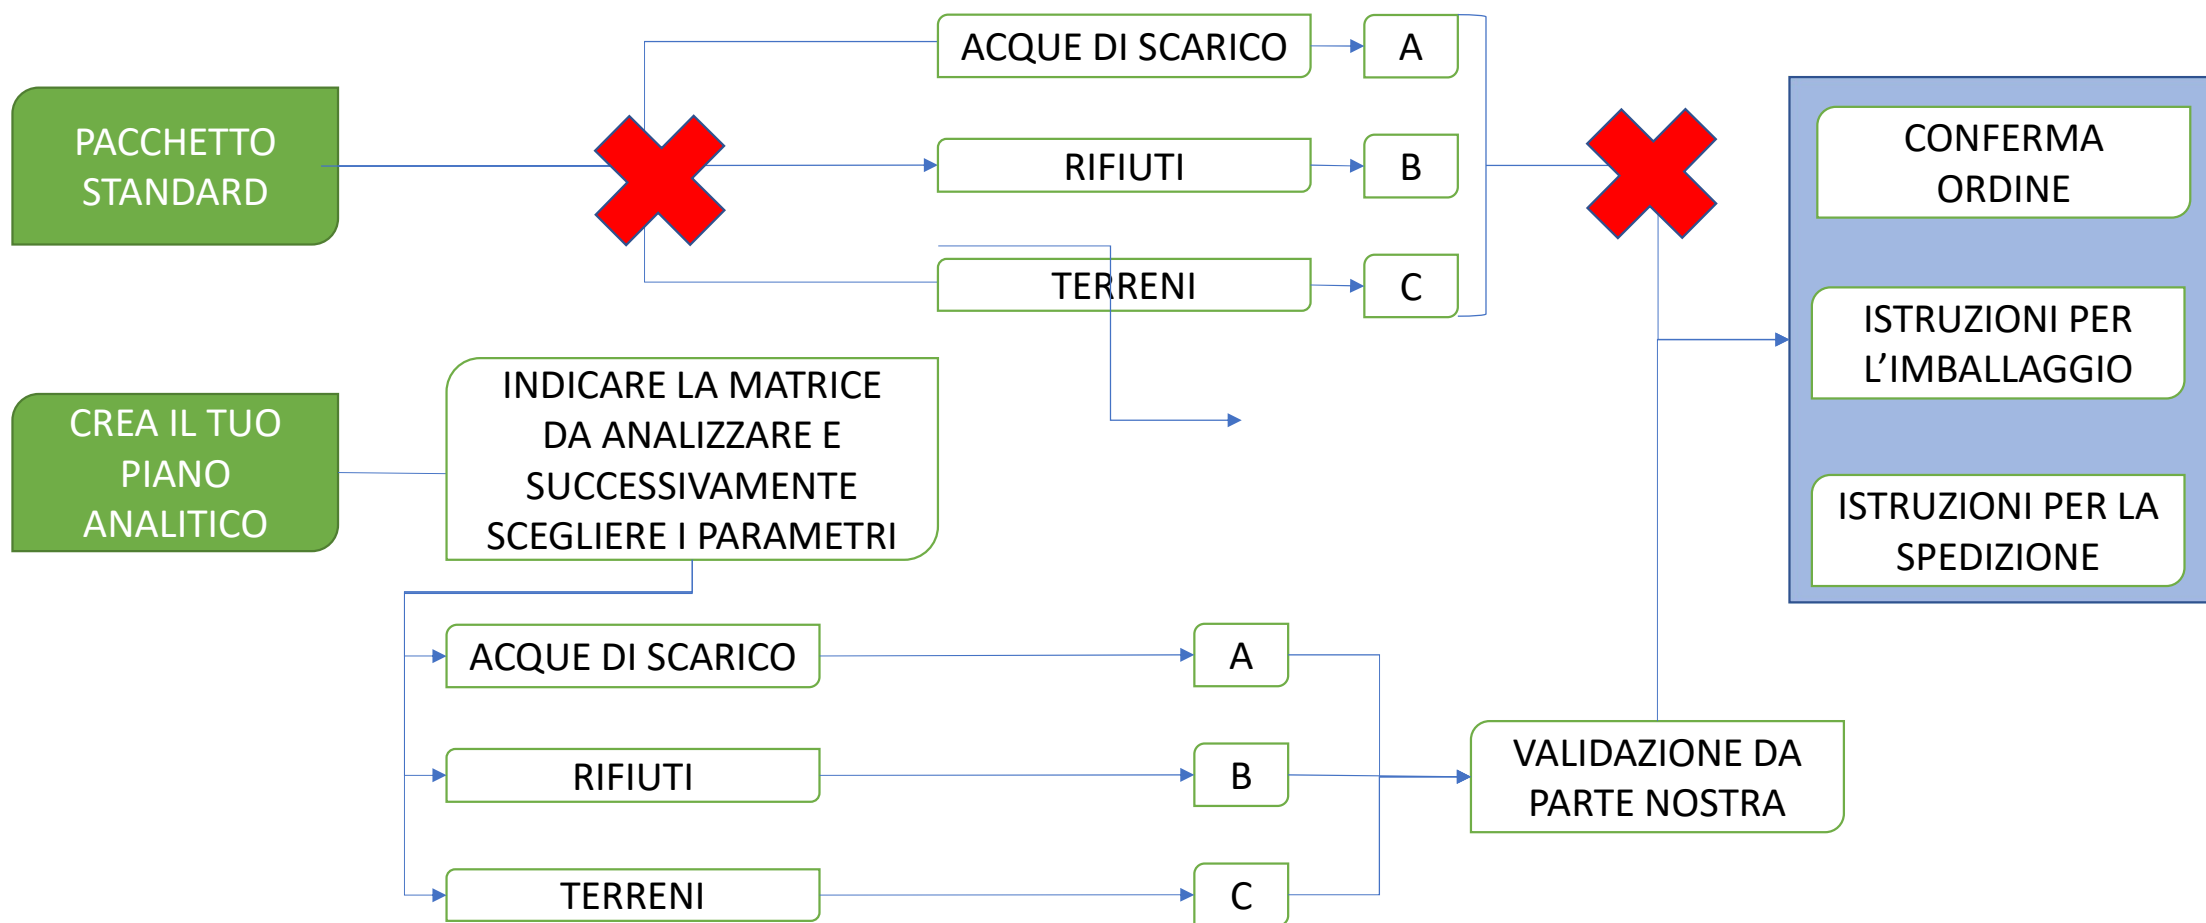 PACCHETTO
STANDARD
ACQUE DI SCARICO
A
RIFIUTI
B
TERRENI
C
CONFERMA
ORDINE
ISTRUZIONI PER
L’IMBALLAGGIO
ISTRUZIONI PER LA
SPEDIZIONE
CREA IL TUO
PIANO
ANALITICO
INDICARE LA MATRICE
DA ANALIZZARE E
SUCCESSIVAMENTE
SCEGLIERE I PARAMETRI
ACQUE DI SCARICO
A
RIFIUTI
B
TERRENI
C
VALIDAZIONE DA
PARTE NOSTRA